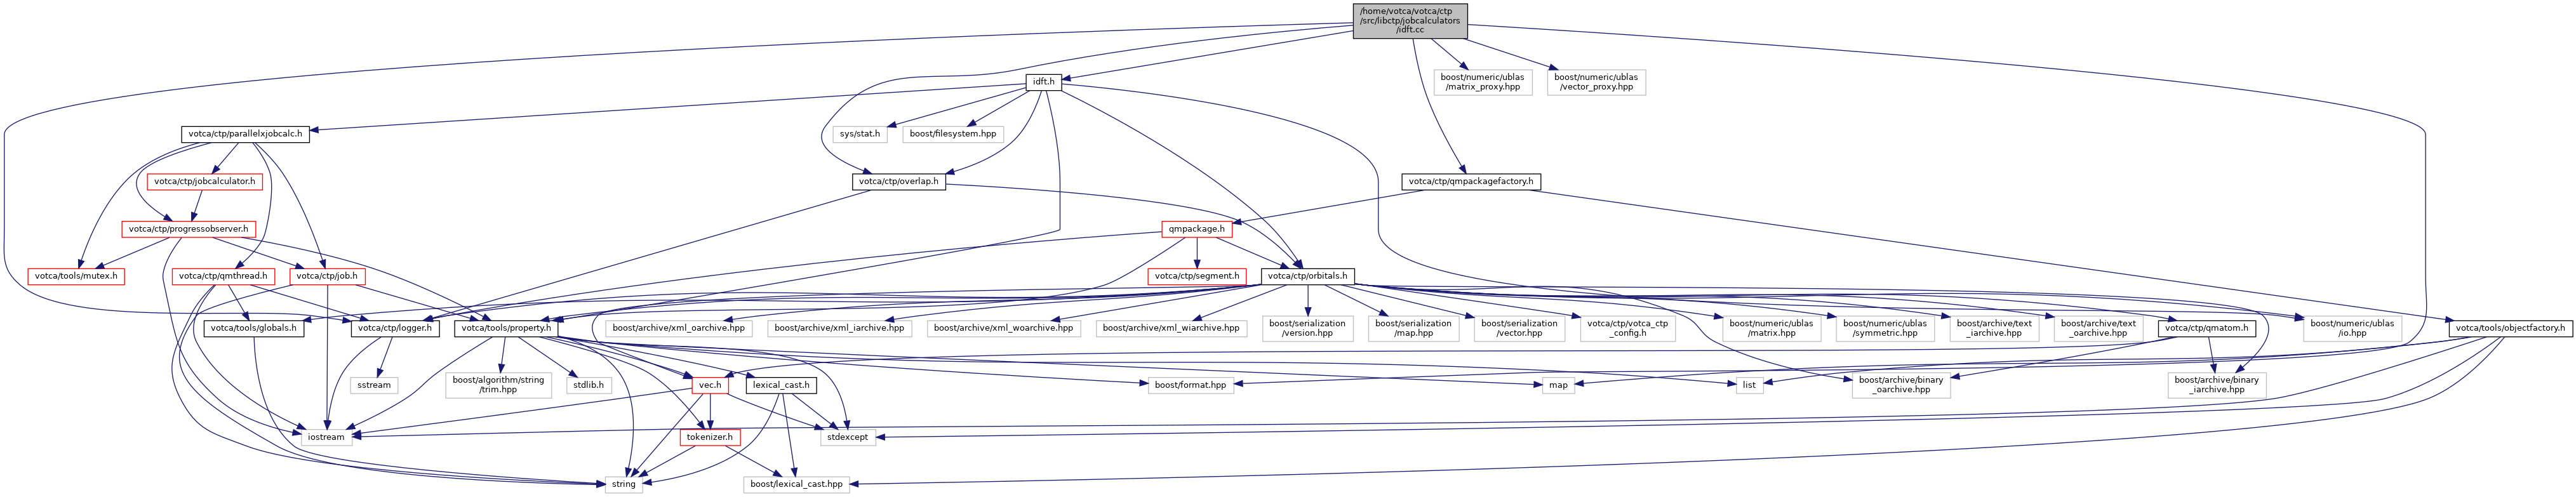 /home/votca/votca/ctp
/src/libctp/jobcalculators
/idft.cc
idft.h
boost/numeric/ublas
/matrix_proxy.hpp
boost/numeric/ublas
/vector_proxy.hpp
votca/ctp/parallelxjobcalc.h
sys/stat.h
boost/filesystem.hpp
votca/ctp/jobcalculator.h
votca/ctp/overlap.h
votca/ctp/qmpackagefactory.h
votca/ctp/progressobserver.h
qmpackage.h
votca/tools/mutex.h
votca/ctp/qmthread.h
votca/ctp/job.h
votca/ctp/segment.h
votca/ctp/orbitals.h
votca/tools/globals.h
votca/ctp/logger.h
votca/tools/property.h
boost/archive/xml_oarchive.hpp
boost/archive/xml_iarchive.hpp
boost/archive/xml_woarchive.hpp
boost/archive/xml_wiarchive.hpp
boost/serialization
/version.hpp
boost/serialization
/map.hpp
boost/serialization
/vector.hpp
votca/ctp/votca_ctp
_config.h
boost/numeric/ublas
/matrix.hpp
boost/numeric/ublas
/symmetric.hpp
boost/archive/text
_iarchive.hpp
boost/archive/text
_oarchive.hpp
votca/ctp/qmatom.h
boost/numeric/ublas
/io.hpp
votca/tools/objectfactory.h
sstream
boost/algorithm/string
/trim.hpp
stdlib.h
vec.h
lexical_cast.h
boost/format.hpp
map
list
boost/archive/binary
_oarchive.hpp
boost/archive/binary
_iarchive.hpp
iostream
tokenizer.h
stdexcept
string
boost/lexical_cast.hpp